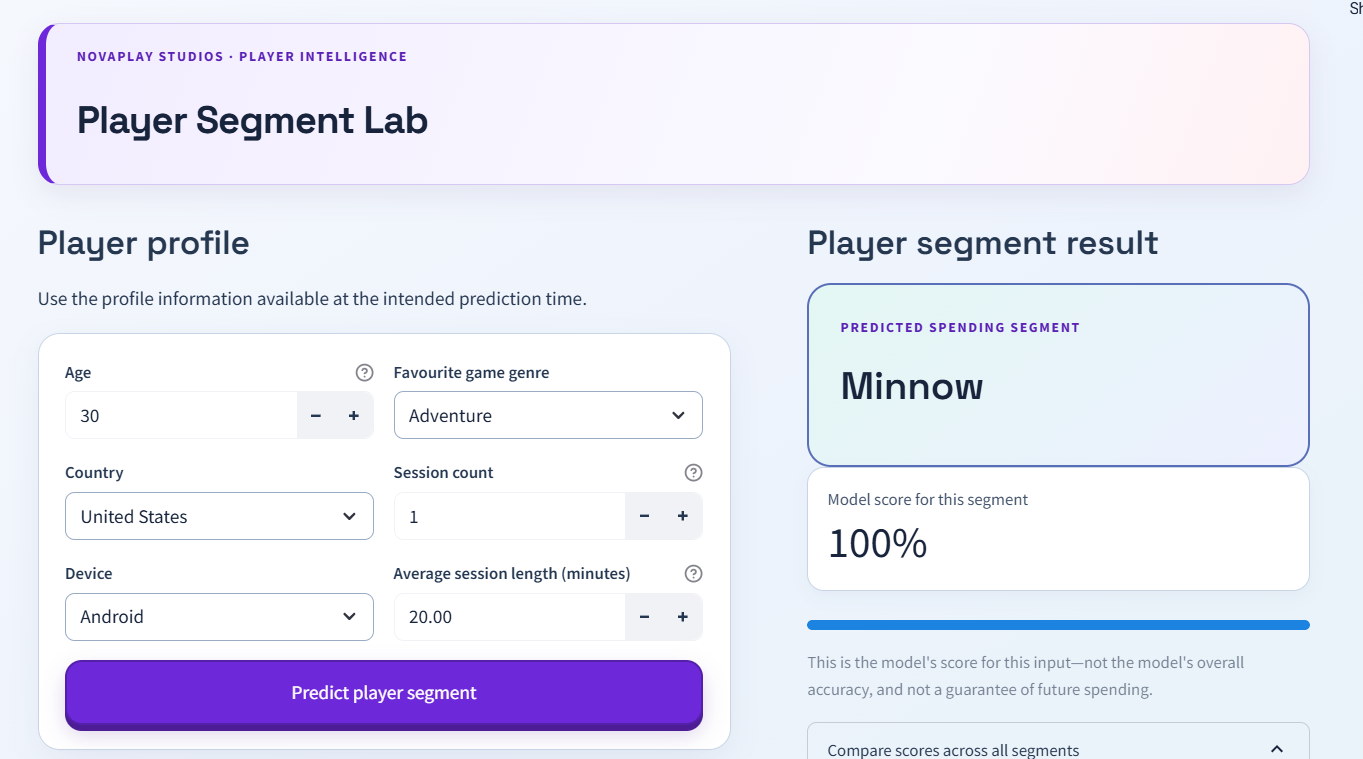 NOVAPLAY STUDIOS · PLAYER INTELLIGENCE
Player Segment Lab
Player profile
Use the profile information available at the intended prediction time.
Age
30
Favourite game genre
Adventure
Country
United States
Session count
1
Device
Android
Average session length (minutes)
20.00
Predict player segment
Player segment result
PREDICTED SPENDING SEGMENT
Minnow
Model score for this segment
100%
This is the model's score for this input—not the model's overall
accuracy, and not a guarantee of future spending.
Compare scores across all segments